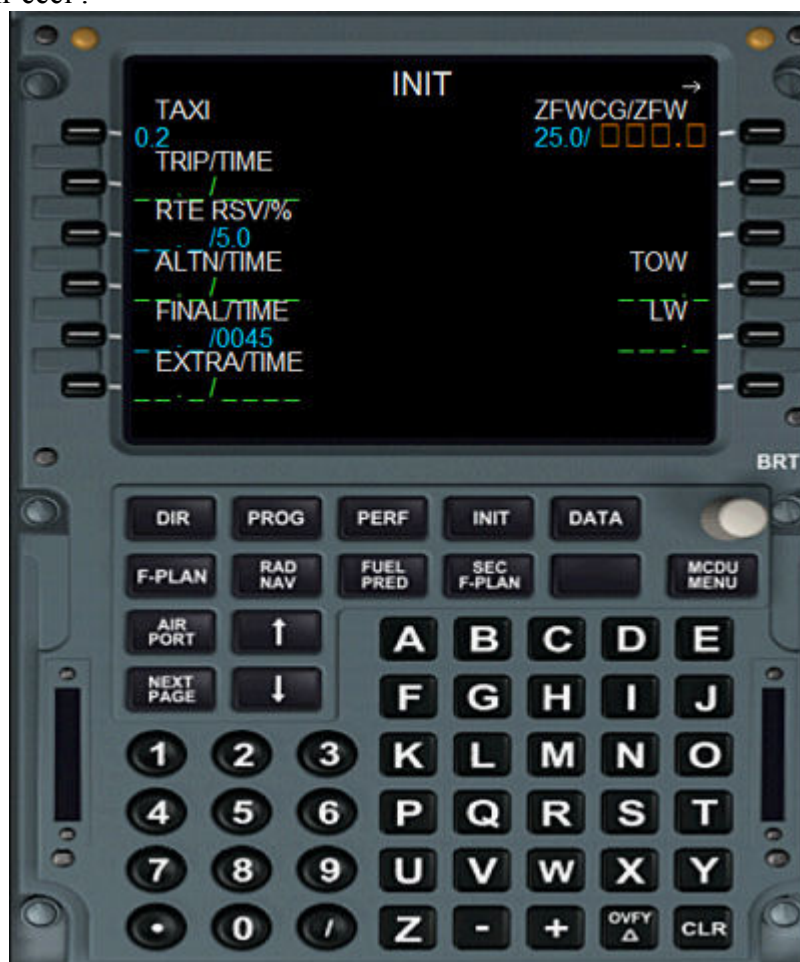 INIT
→
TAXI ZFWCG/ZFW
0.2 25.0/ □□□.□
TRIP/TIME
_ _ . _ / _ _ _ _
RTE RSV/%
_ _ . _ /5.0
ALTN/TIME TOW
_ _ . _ / _ _ _ _ _ _ _ . _
FINAL/TIME LW
_ _ . _ /0045 _ _ _ . _
EXTRA/TIME
_ _ . _ / _ _ _ _
BRT
DIR PROG PERF INIT DATA
F-PLAN RAD NAV FUEL PRED SEC F-PLAN MCDU MENU
AIR PORT ↑ A B C D E
NEXT PAGE ↓ F G H I J
1 2 3 K L M N O
4 5 6 P Q R S T
7 8 9 U V W X Y
. 0 / Z - + OVFY Δ CLR